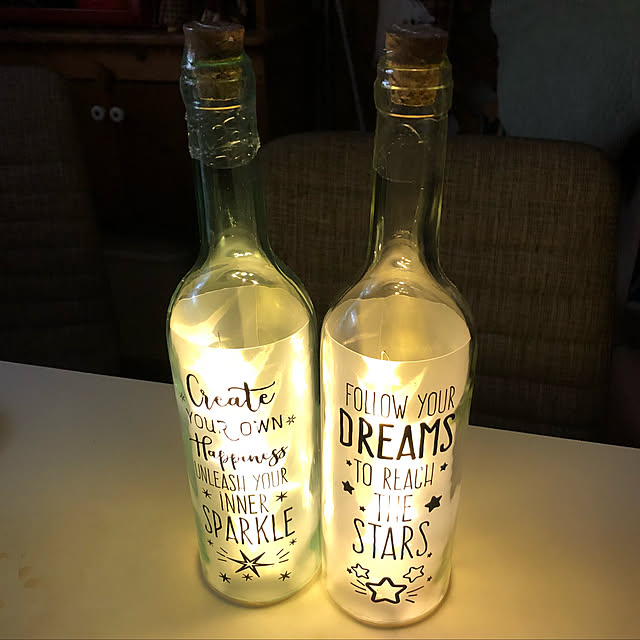 Create
YOUR OWN
Happiness
UNLEASH YOUR
INNER
SPARKLE
FOLLOW YOUR
DREAMS
TO REACH
THE
STARS.